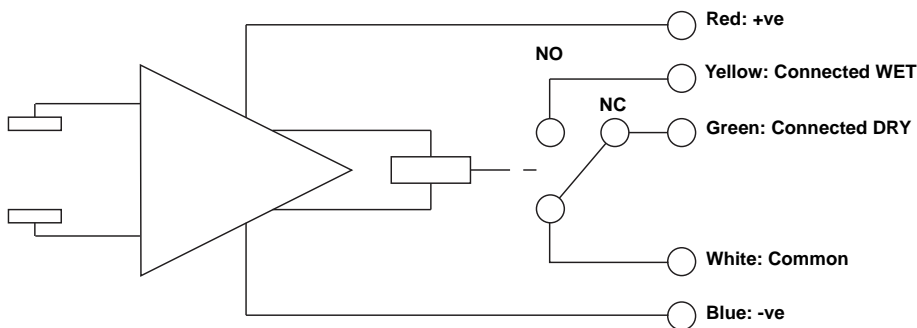 Red: +ve
NO
Yellow: Connected WET
NC
Green: Connected DRY
White: Common
Blue: -ve